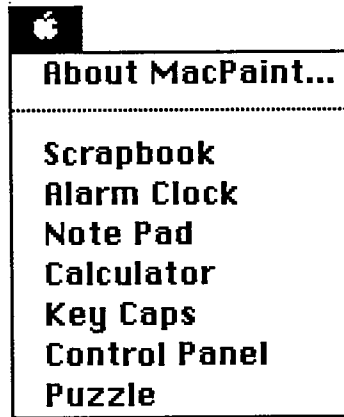 About MacPaint...
Scrapbook
Alarm Clock
Note Pad
Calculator
Key Caps
Control Panel
Puzzle